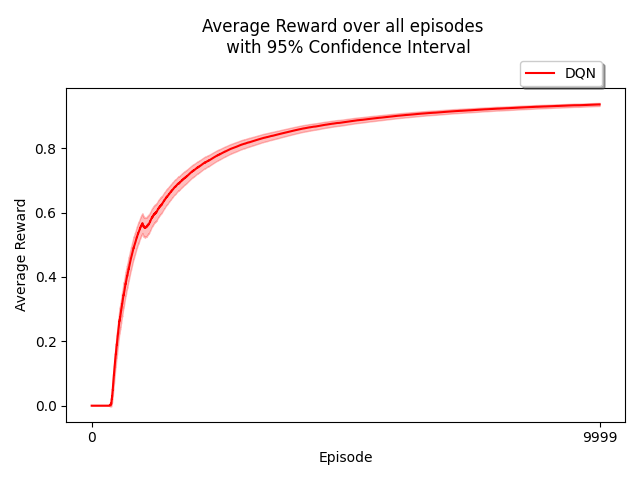 Average Reward over all episodes
with 95% Confidence Interval
DQN
Average Reward
0.8
0.6
0.4
0.2
0.0
0
9999
Episode